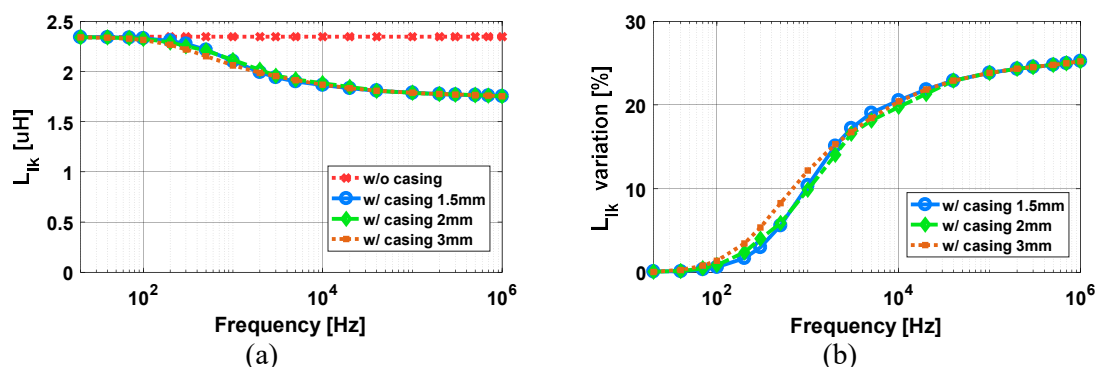 2.5
2
1.5
1
0.5
0
L_lk [uH]
w/o casing
w/ casing 1.5mm
w/ casing 2mm
w/ casing 3mm
10^2
10^4
10^6
Frequency [Hz]
(a)
30
20
10
0
L_lk variation [%]
w/ casing 1.5mm
w/ casing 2mm
w/ casing 3mm
10^2
10^4
10^6
Frequency [Hz]
(b)